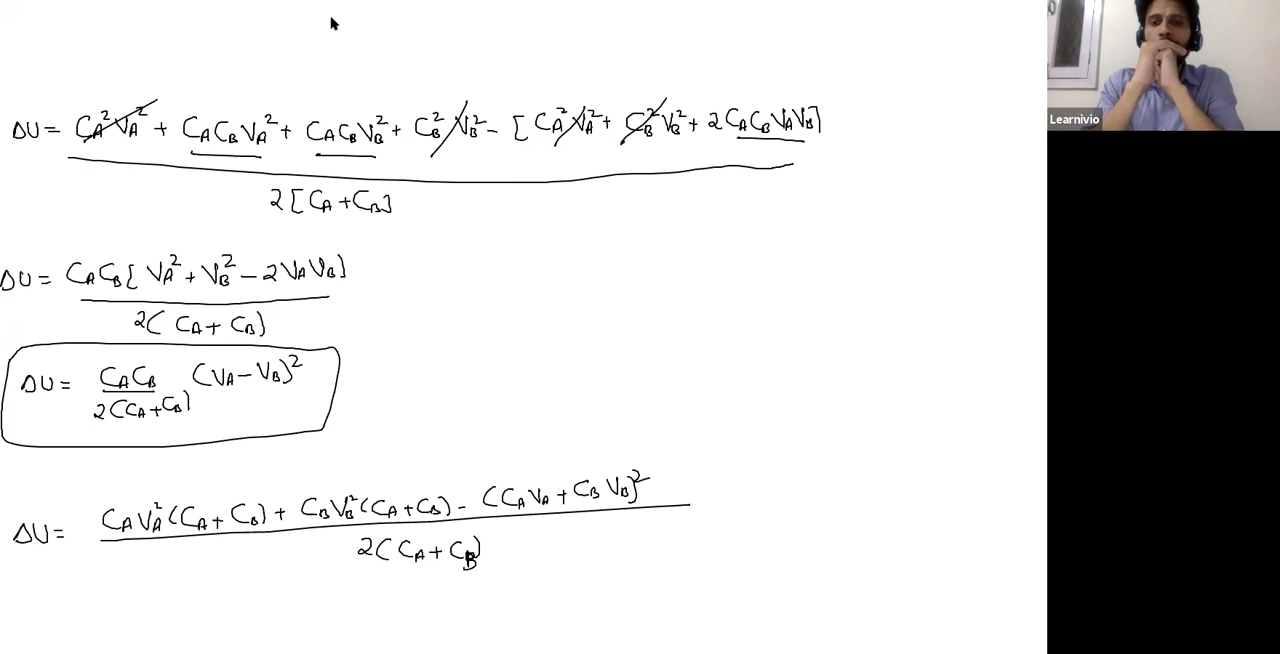 ΔU = C_A²V_A² + C_AC_BV_A² + C_AC_BV_B² + C_B²V_B² - [C_A²V_A² + C_B²V_B² + 2C_AC_BV_AV_B]
2[C_A + C_B]
Learnivio
ΔU = C_AC_B[V_A² + V_B² - 2V_AV_B]
2(C_A + C_B)
ΔU = C_AC_B (V_A - V_B)²
2(C_A + C_B)
ΔU = C_AV_A²(C_A + C_B) + C_BV_B²(C_A + C_B) - (C_AV_A + C_BV_B)²
2(C_A + C_B)